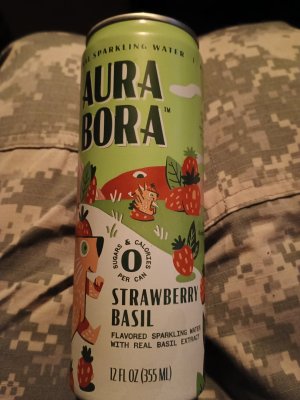 SPARKLING WATER
AURA
BORA™
0
SUGARS & CALORIES
PER CAN
STRAWBERRY
BASIL
FLAVORED SPARKLING WATER
WITH REAL BASIL EXTRACT
12 FL OZ (355 ML)